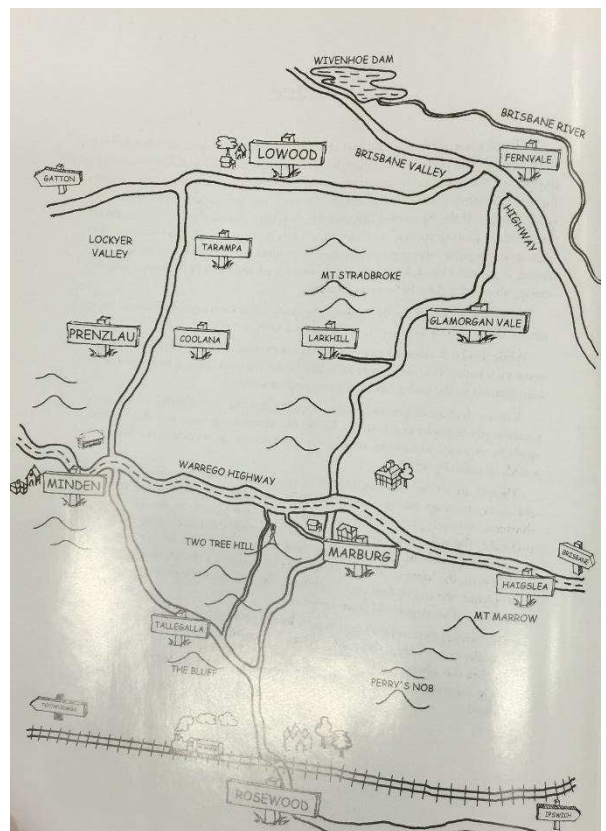 WIVENHOE DAM
BRISBANE RIVER
LOWOOD
BRISBANE VALLEY
FERNVALE
GATTON
HIGHWAY
LOCKYER
VALLEY
TARAMPA
MT STRADBROKE
PRENZLAU
COOLANA
LARKHILL
GLAMORGAN VALE
WARREGO HIGHWAY
MINDEN
TWO TREE HILL
MARBURG
BRISBANE
HAIGSLEA
TALLEGALLA
MT MARROW
THE BLUFF
PERRY'S NOB
TOOWOOMBA
ROSEWOOD
IPSWICH